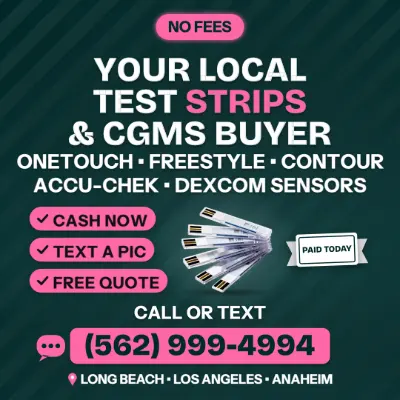 NO FEES
YOUR LOCAL
TEST STRIPS
& CGMS BUYER
ONETOUCH ▪ FREESTYLE ▪ CONTOUR
ACCU-CHEK ▪ DEXCOM SENSORS
CASH NOW
TEXT A PIC
FREE QUOTE
PAID TODAY
CALL OR TEXT
(562) 999-4994
LONG BEACH ▪ LOS ANGELES ▪ ANAHEIM